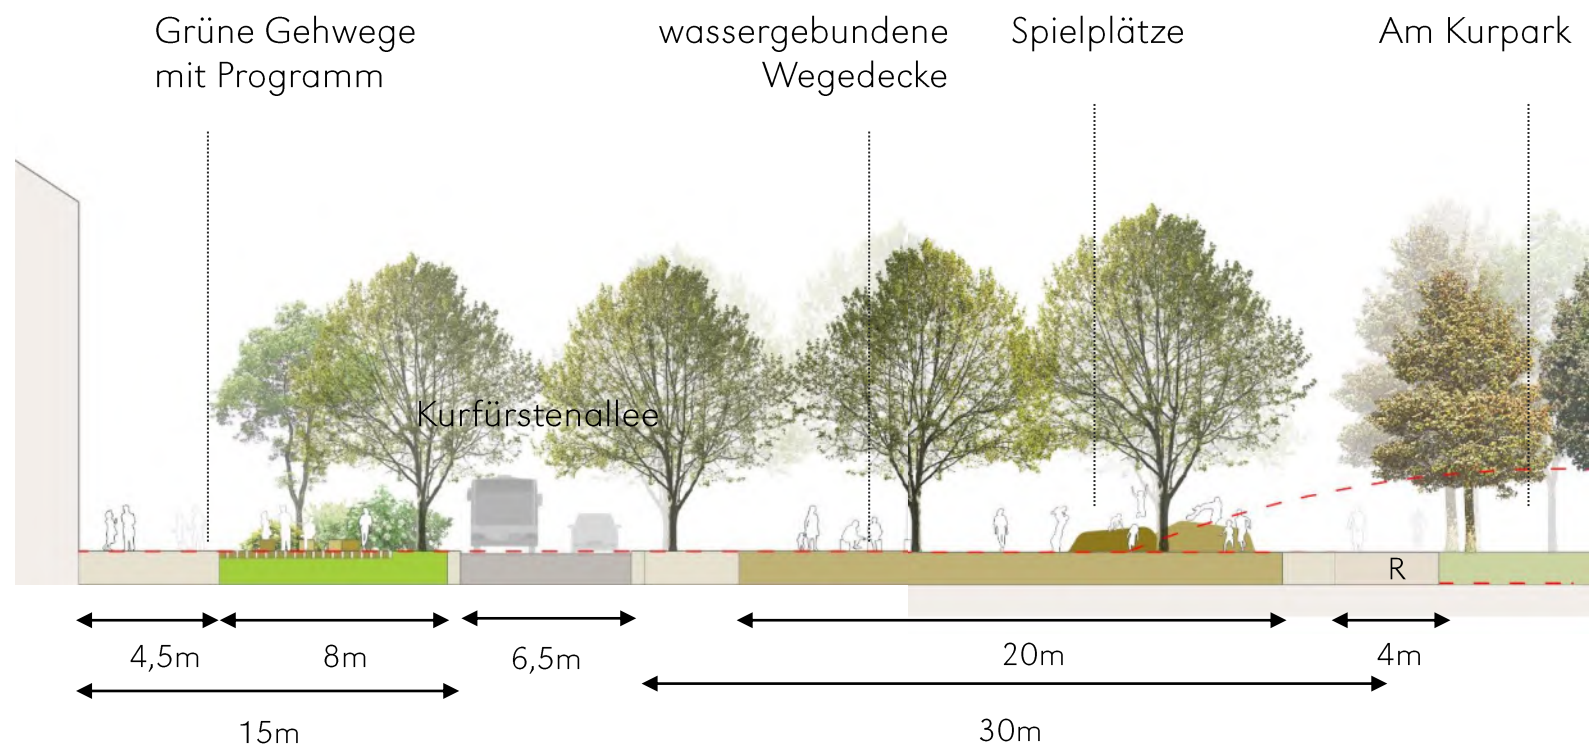 Grüne Gehwege
mit Programm
wassergebundene
Wegedecke
Spielplätze
Am Kurpark
Kurfürstenallee
R
4,5m
8m
6,5m
20m
4m
15m
30m